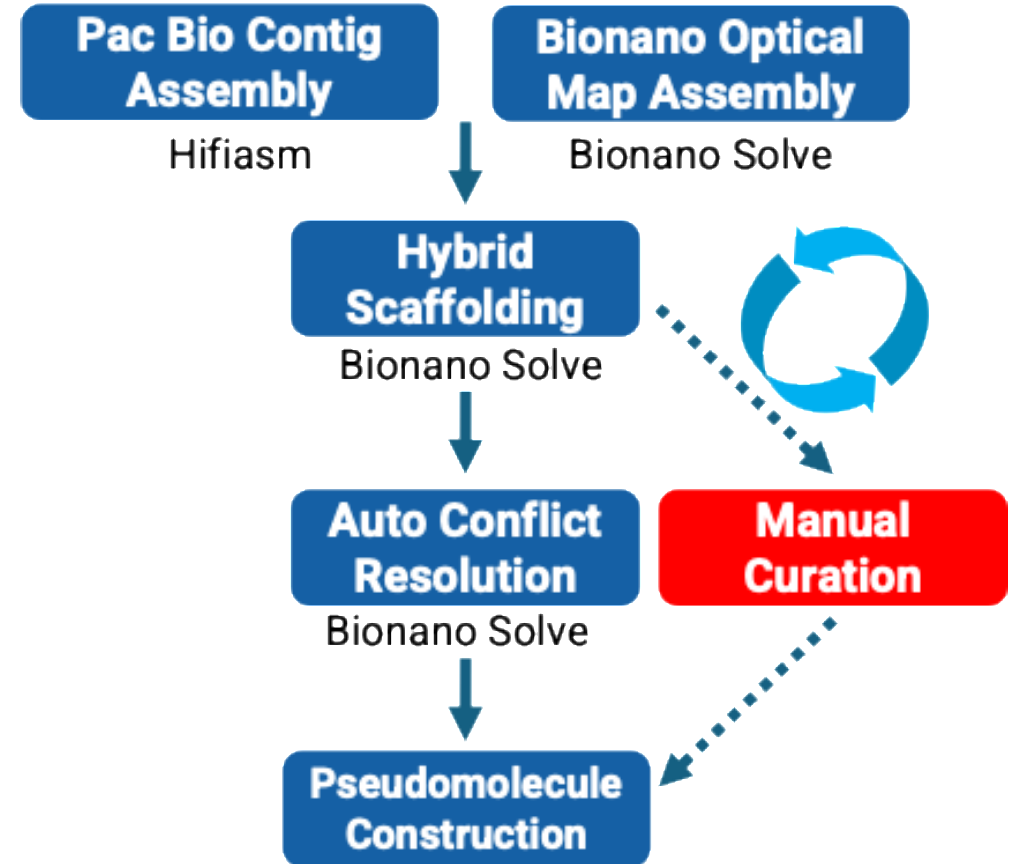 Pac Bio Contig
Assembly
Bionano Optical
Map Assembly
Hifiasm
Bionano Solve
Hybrid
Scaffolding
Bionano Solve
Auto Conflict
Resolution
Manual
Curation
Bionano Solve
Pseudomolecule
Construction